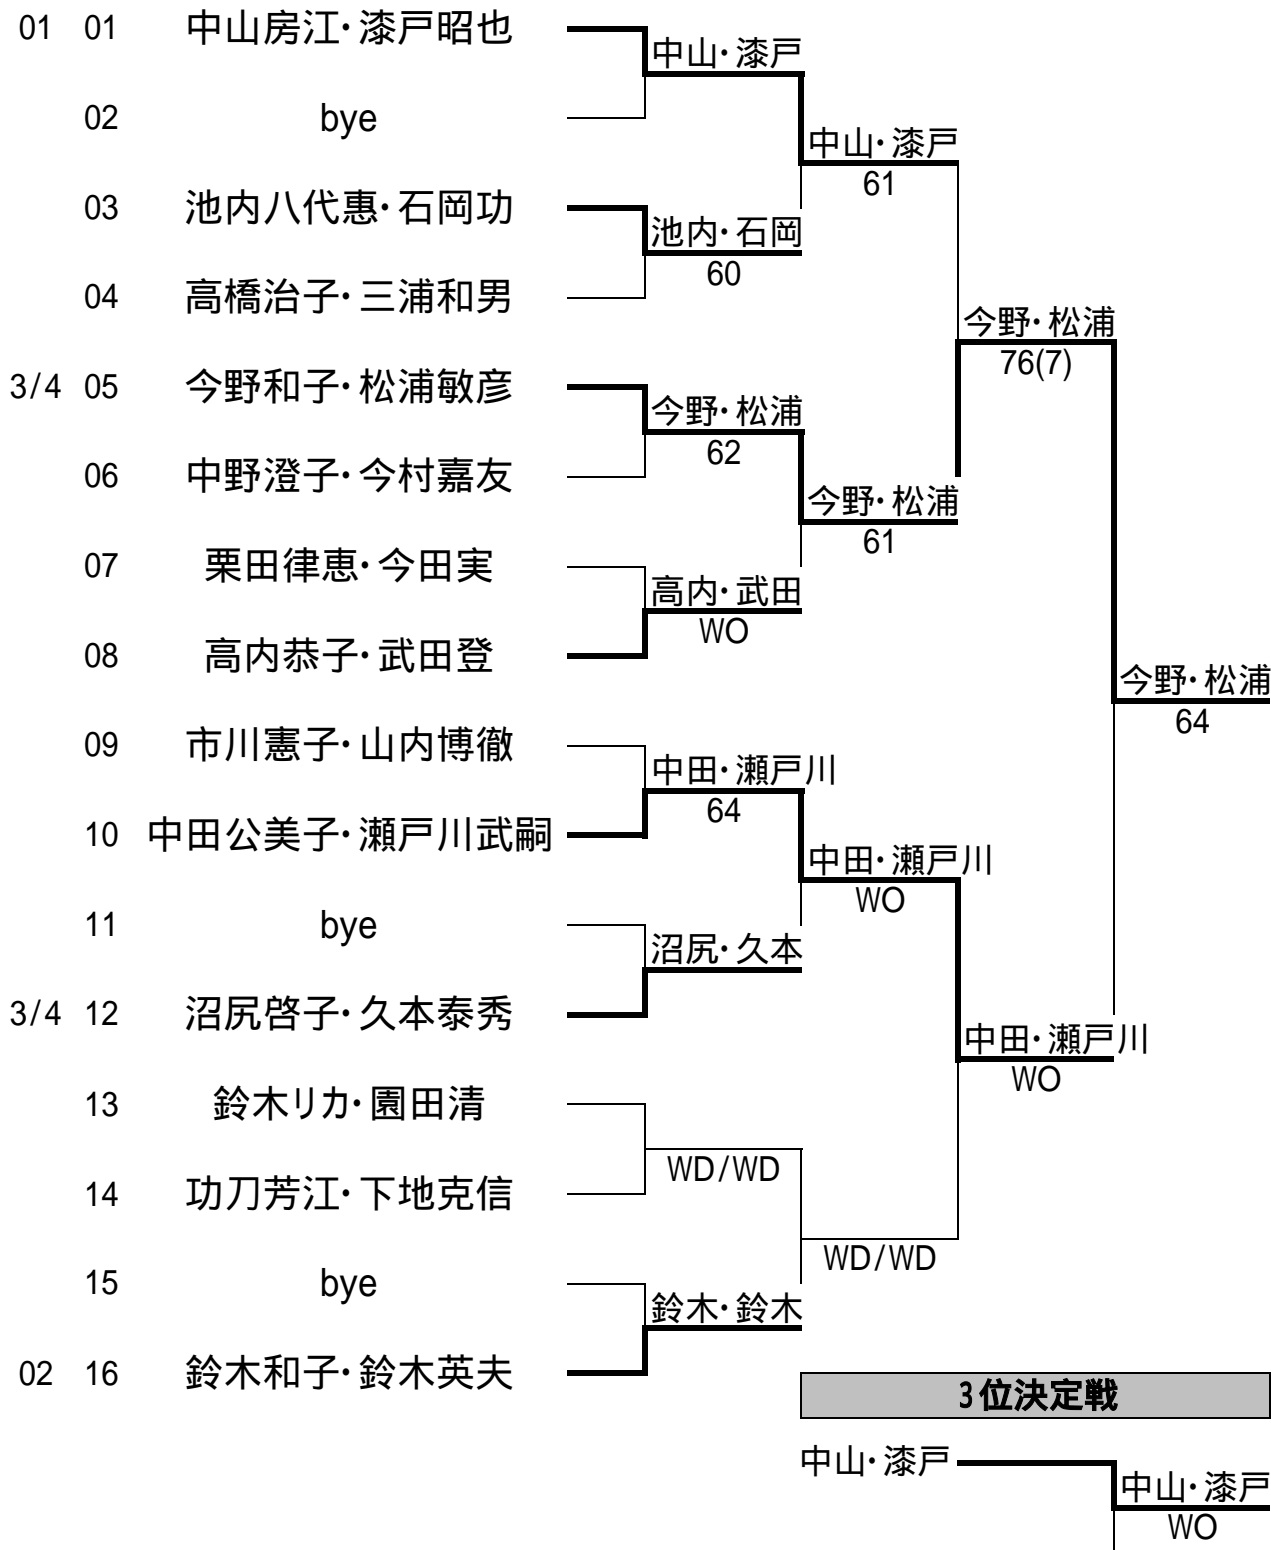 01 01 中山房江・漆戸昭也
中山・漆戸
02 bye
中山・漆戸
61
03 池内八代惠・石岡功
池内・石岡
60
04 高橋治子・三浦和男
今野・松浦
76(7)
3/4 05 今野和子・松浦敏彦
今野・松浦
62
06 中野澄子・今村嘉友
今野・松浦
61
07 栗田律恵・今田実
高内・武田
WO
08 高内恭子・武田登
今野・松浦
64
09 市川憲子・山内博徹
中田・瀬戸川
64
10 中田公美子・瀬戸川武嗣
中田・瀬戸川
WO
11 bye
沼尻・久本
3/4 12 沼尻啓子・久本泰秀
中田・瀬戸川
WO
13 鈴木リカ・園田清
WD/WD
14 功刀芳江・下地克信
WD/WD
15 bye
鈴木・鈴木
02 16 鈴木和子・鈴木英夫
3位決定戦
中山・漆戸
中山・漆戸
WO